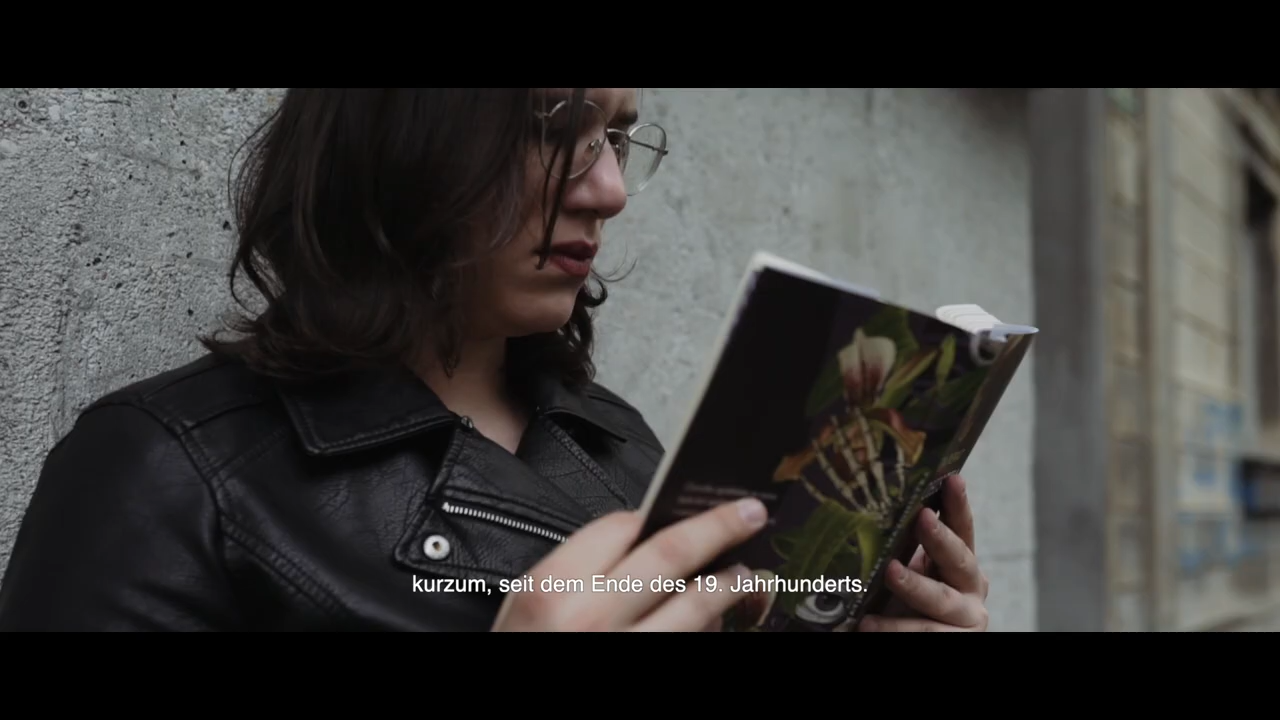 kurzum, seit dem Ende des 19. Jahrhunderts.